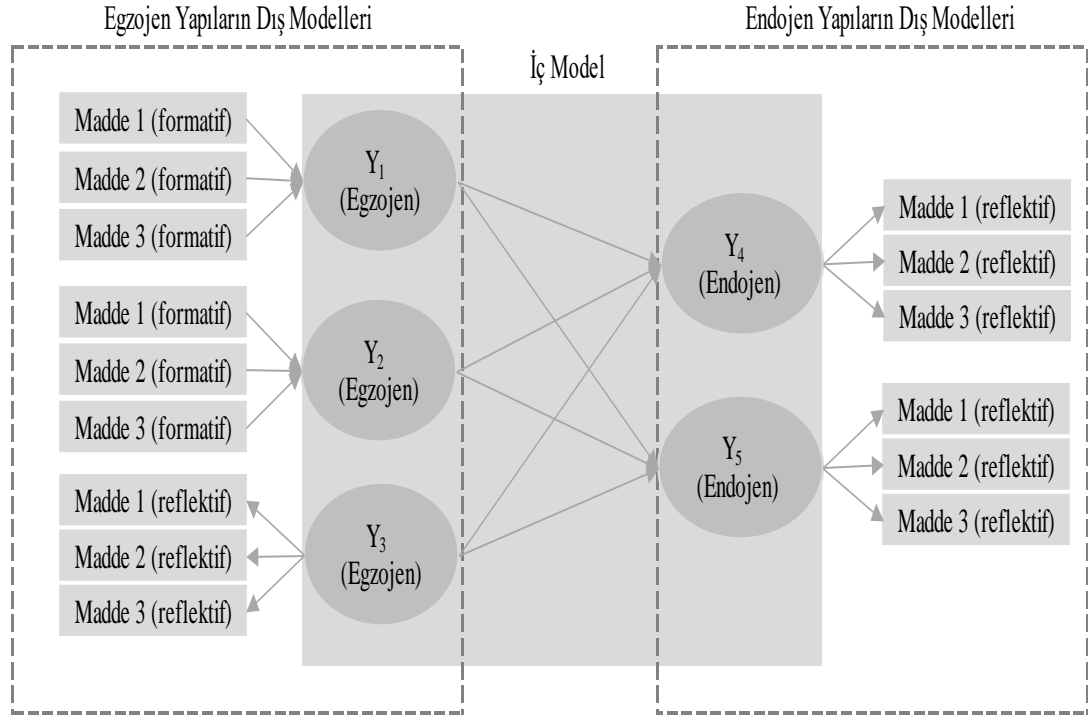 Egzojen Yapıların Dış Modelleri
Endojen Yapıların Dış Modelleri
İç Model
Madde 1 (formatif)
Madde 2 (formatif)
Madde 3 (formatif)
Y1
(Egzojen)
Madde 1 (formatif)
Madde 2 (formatif)
Madde 3 (formatif)
Y2
(Egzojen)
Madde 1 (reflektif)
Madde 2 (reflektif)
Madde 3 (reflektif)
Y3
(Egzojen)
Y4
(Endojen)
Madde 1 (reflektif)
Madde 2 (reflektif)
Madde 3 (reflektif)
Y5
(Endojen)
Madde 1 (reflektif)
Madde 2 (reflektif)
Madde 3 (reflektif)